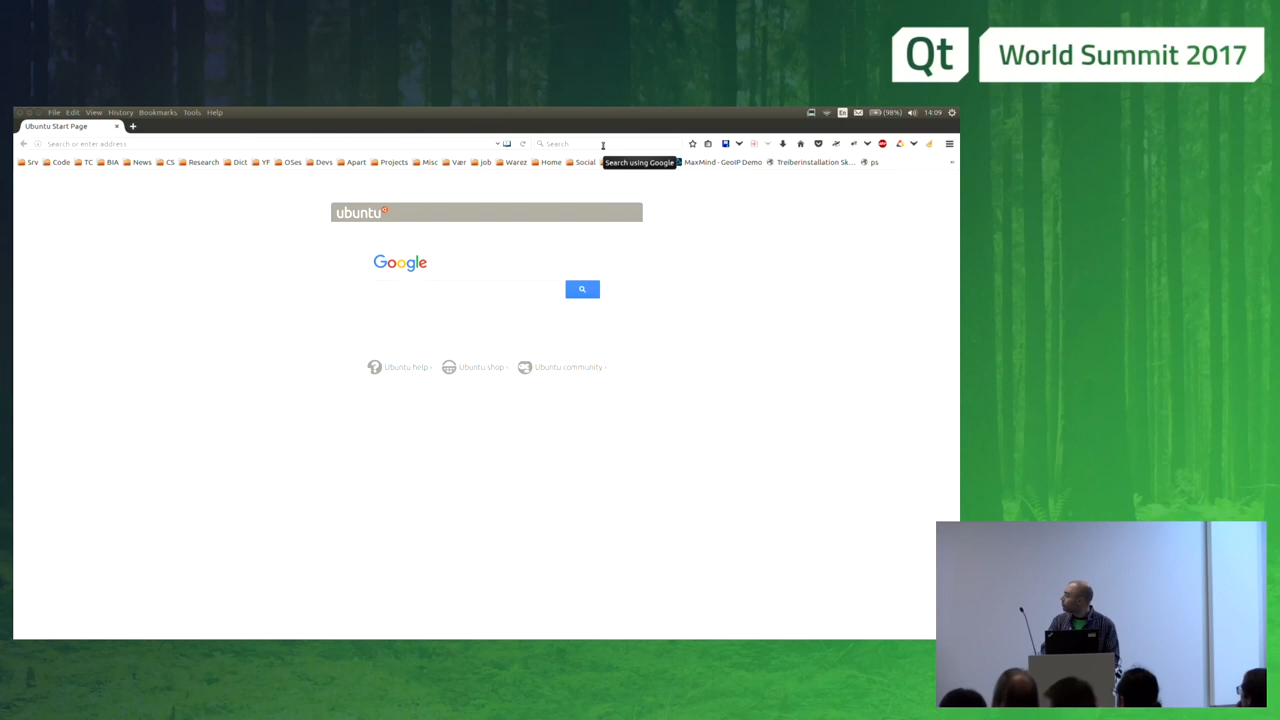 Qt World Summit 2017
File Edit View History Bookmarks Tools Help En (98%) 14:09
Ubuntu Start Page × +
Search or enter address Search
Srv Code TC BIA News CS Research Dict YF OSes Devs Apart Projects Misc Vær job Warez Home Social Search using Google MaxMind - GeoIP Demo Treiberinstallation Sk... ps »
ubuntu
Google
Ubuntu help › Ubuntu shop › Ubuntu community ›